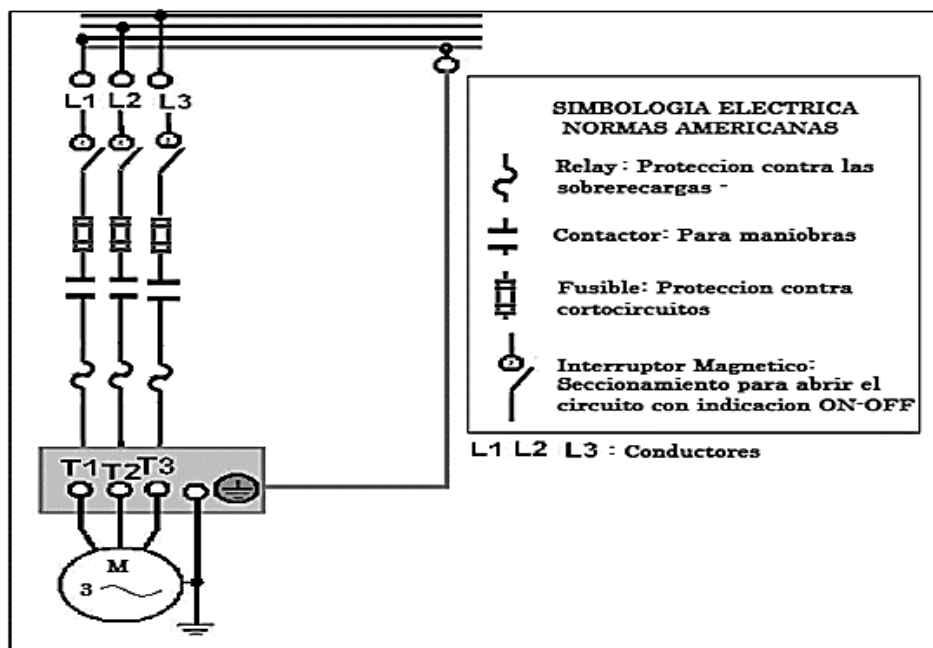 L1 L2 L3
SIMBOLOGIA ELECTRICA
NORMAS AMERICANAS
Relay: Proteccion contra las
sobrerecargas -
Contactor: Para maniobras
Fusible: Proteccion contra
cortocircuitos
Interruptor Magnetico:
Seccionamiento para abrir el
circuito con indicacion ON-OFF
L1 L2 L3 : Conductores
T1 T2 T3
M
3